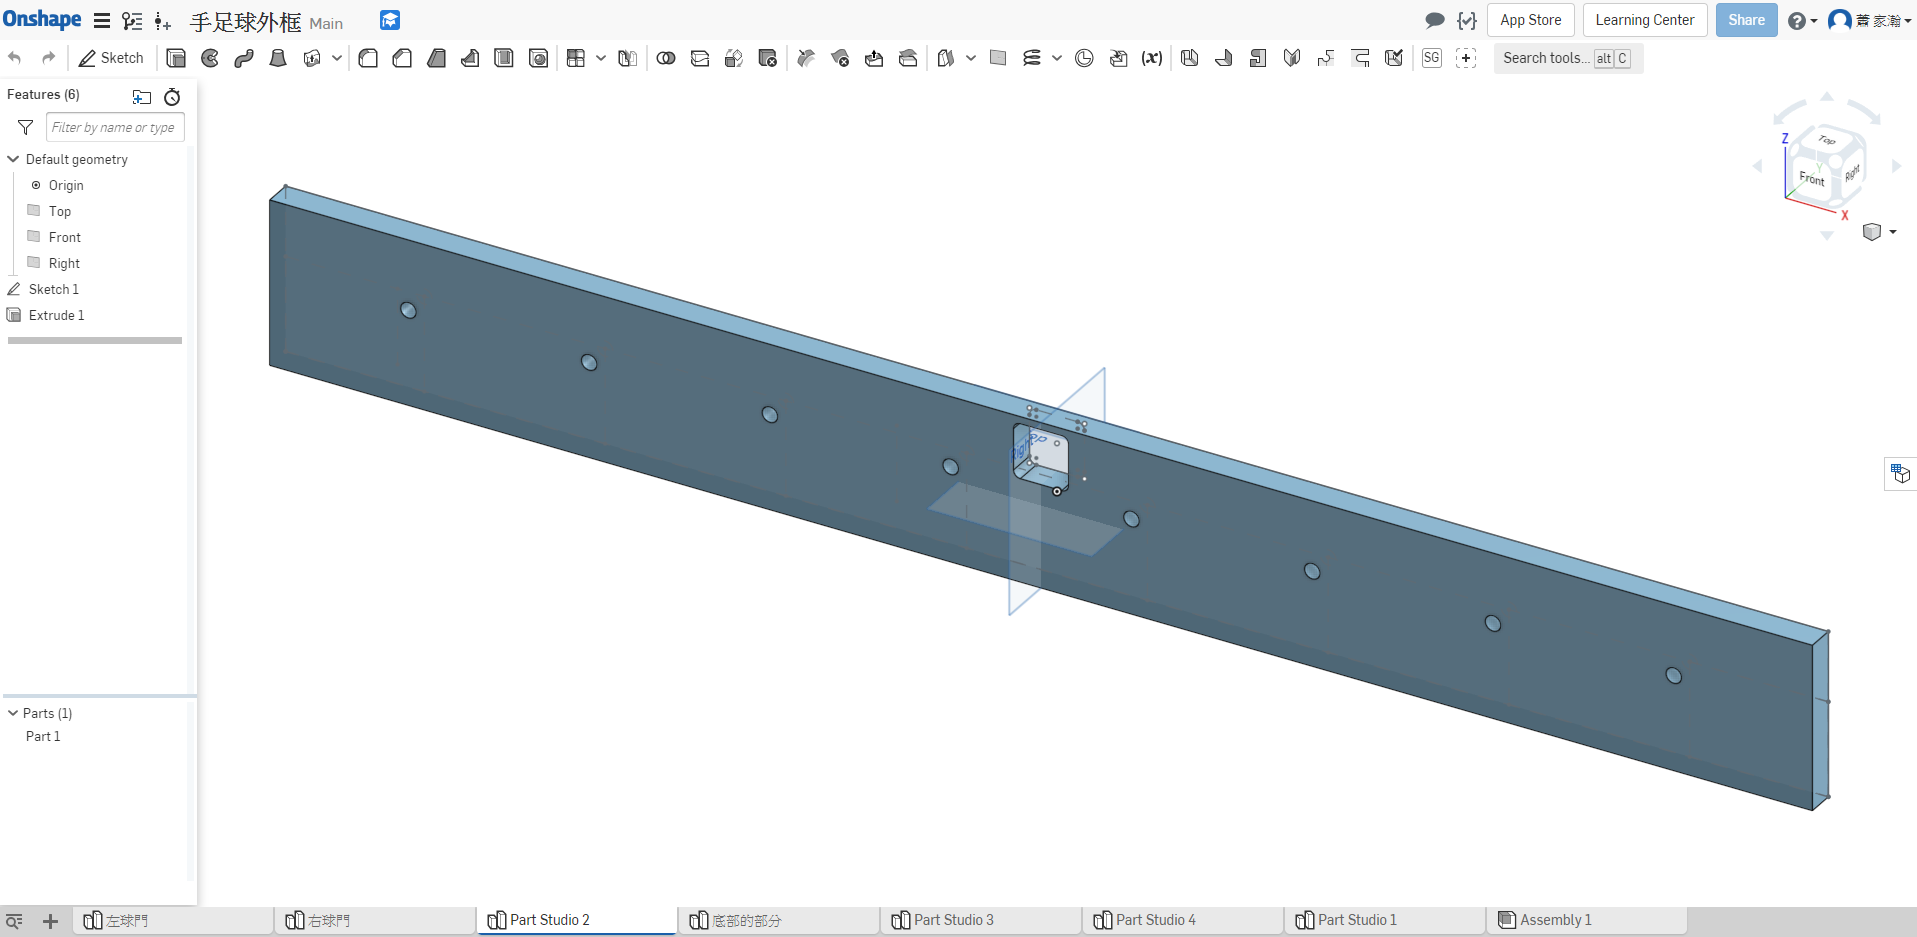 Onshape 手足球外框 Main App Store Learning Center Share 蕭 家瀚
Sketch (x) SG Search tools... alt C
Features (6)
Filter by name or type
Default geometry
Origin
Top
Front
Right
Sketch 1
Extrude 1
Parts (1)
Part 1
Z
Top
Y
Front
Right
X
左球門 右球門 Part Studio 2 底部的部分 Part Studio 3 Part Studio 4 Part Studio 1 Assembly 1